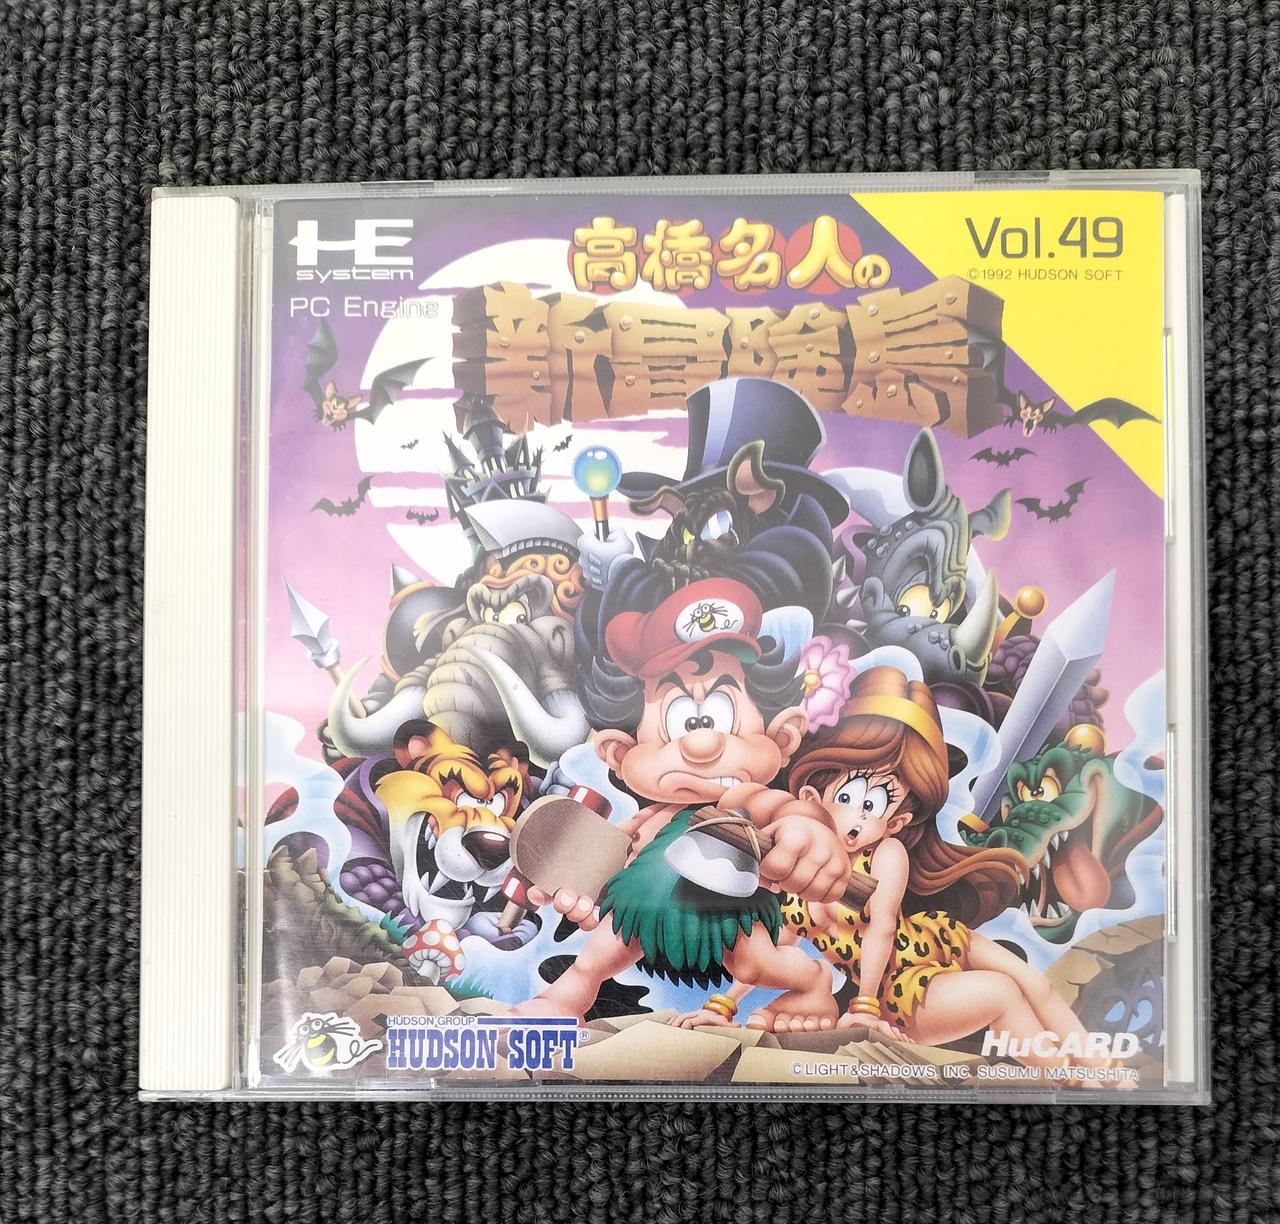 HE
system
PC Engine
高橋名人の
新冒険島
Vol.49
©1992 HUDSON SOFT
HUDSON GROUP
HUDSON SOFT®
HuCARD
©LIGHT&SHADOWS, INC. SUSUMU MATSUSHITA